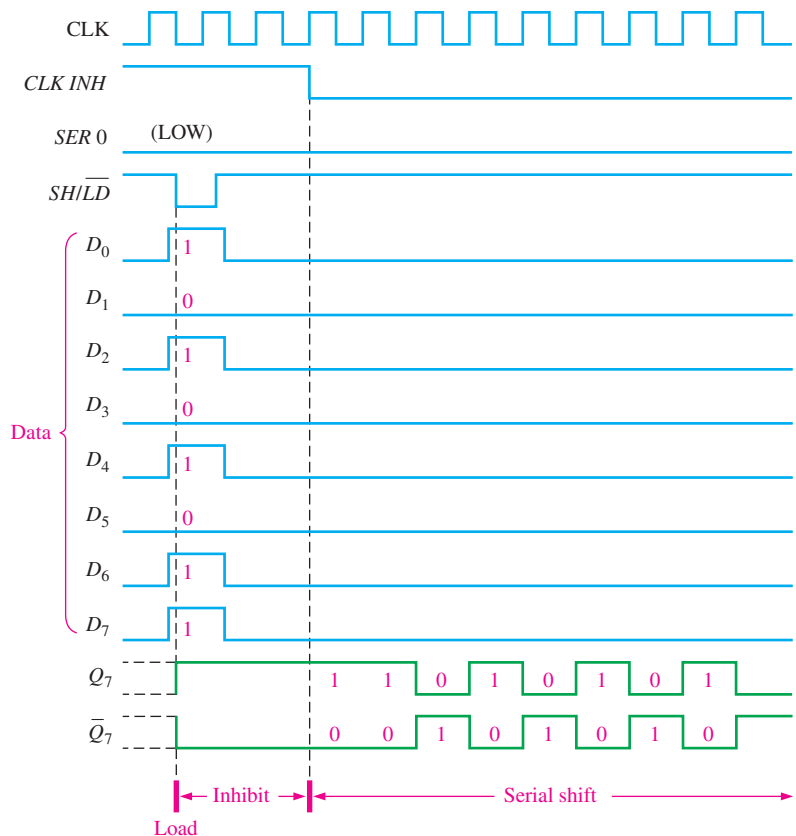 CLK
CLK INH
SER 0 (LOW)
SH/L̅D̅
D₀ 1
D₁ 0
D₂ 1
D₃ 0
Data
D₄ 1
D₅ 0
D₆ 1
D₇ 1
Q₇ 1 1 0 1 0 1 0 1
Q̅₇ 0 0 1 0 1 0 1 0
Inhibit Serial shift
Load